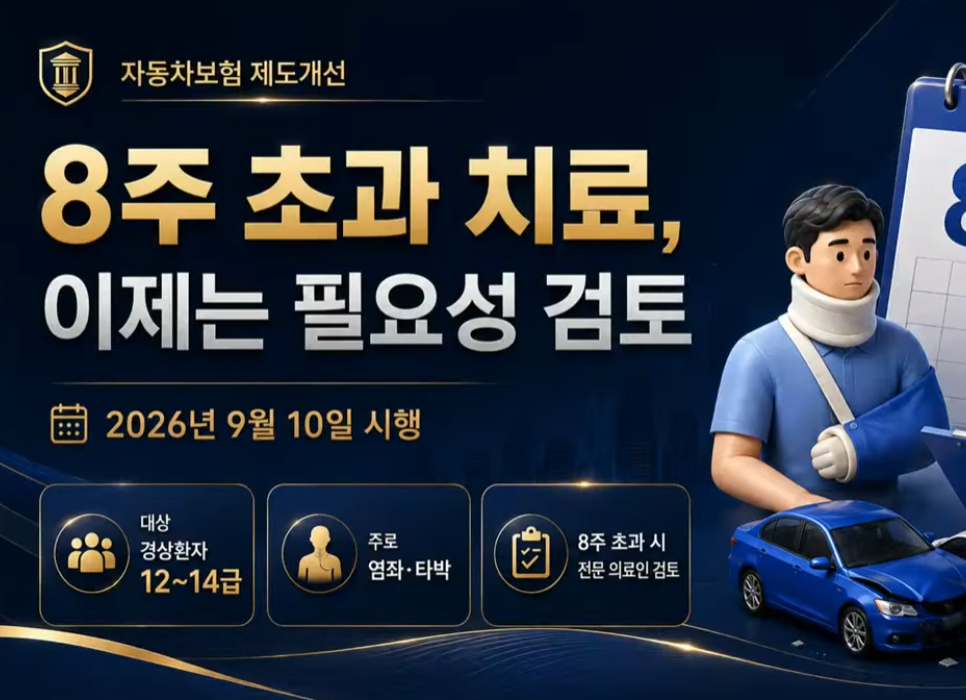 자동차보험 제도개선
8주 초과 치료,
이제는 필요성 검토
2026년 9월 10일 시행
대상
경상환자
12~14급
주로
염좌·타박
8주 초과 시
전문 의료인 검토